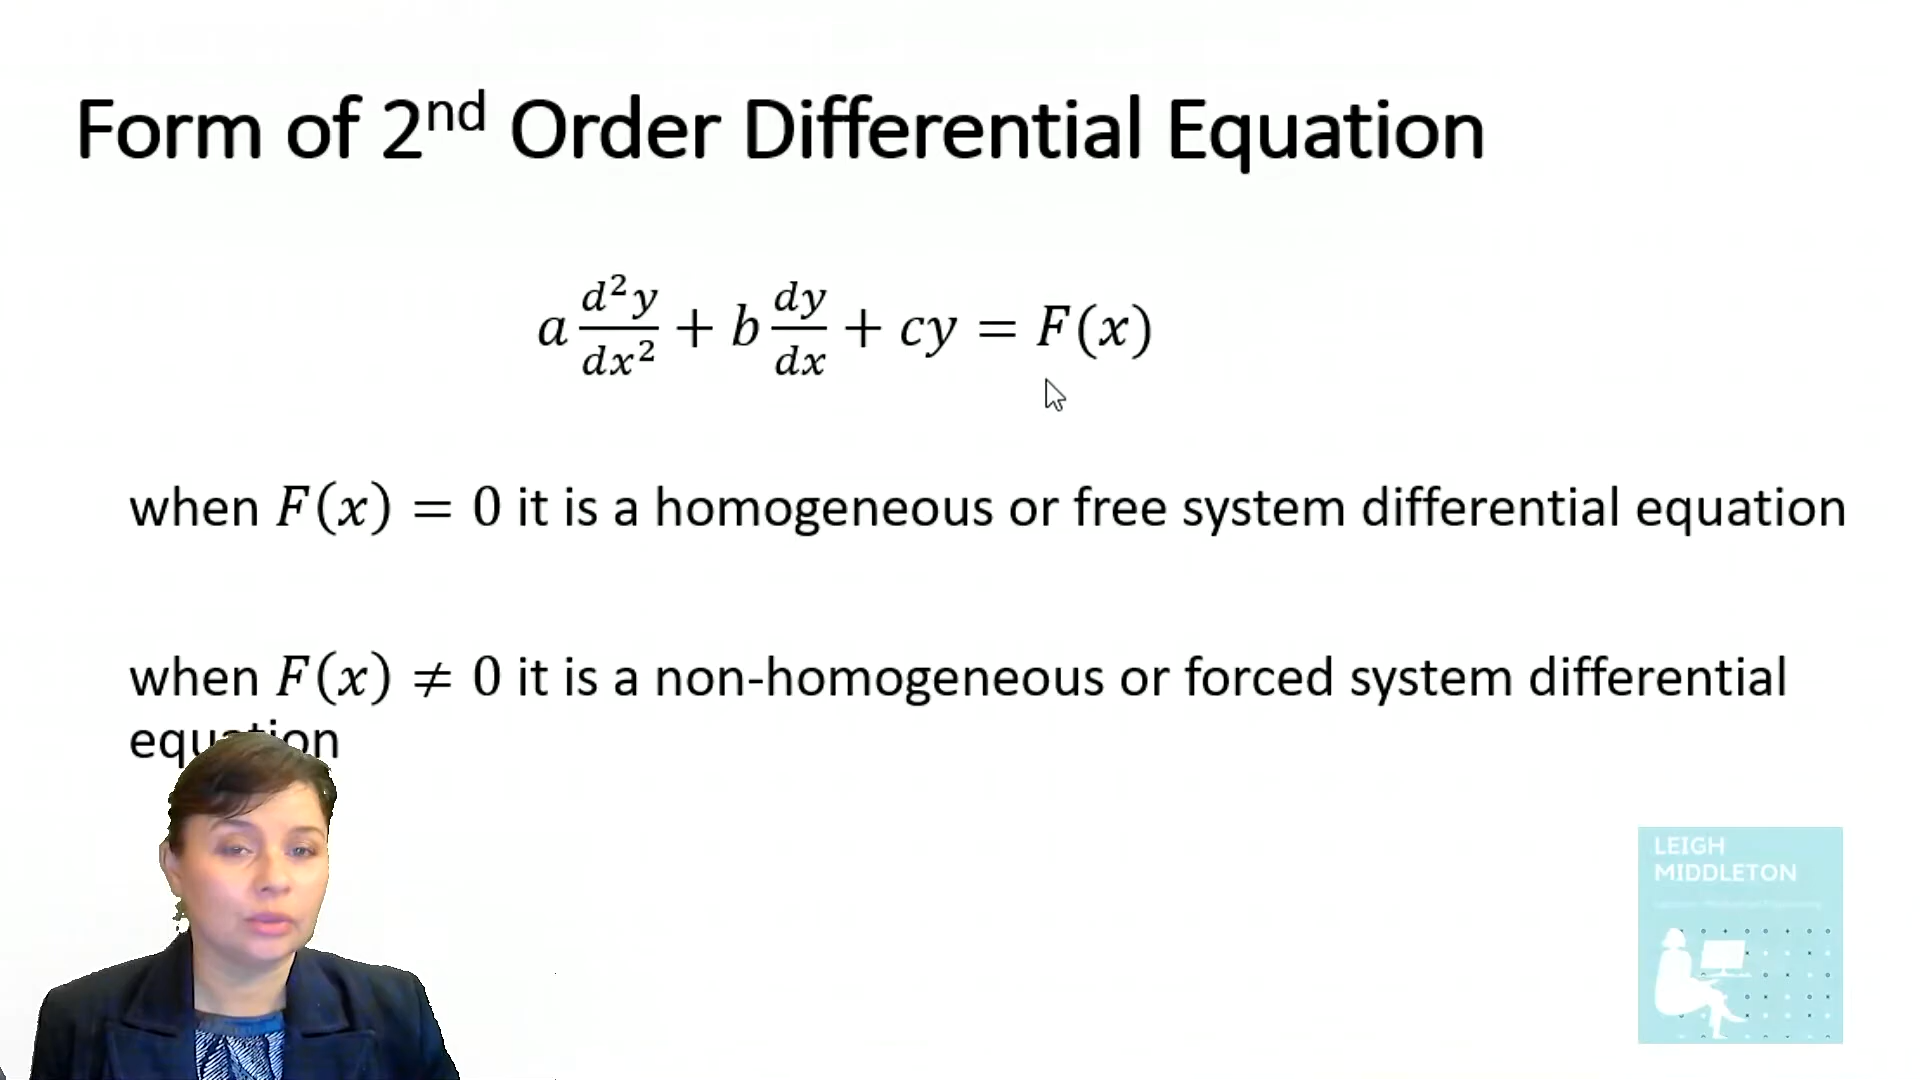 Form of 2nd Order Differential Equation
a d²y/dx² + b dy/dx + cy = F(x)
when F(x) = 0 it is a homogeneous or free system differential equation
when F(x) ≠ 0 it is a non-homogeneous or forced system differential
equation
LEIGH
MIDDLETON